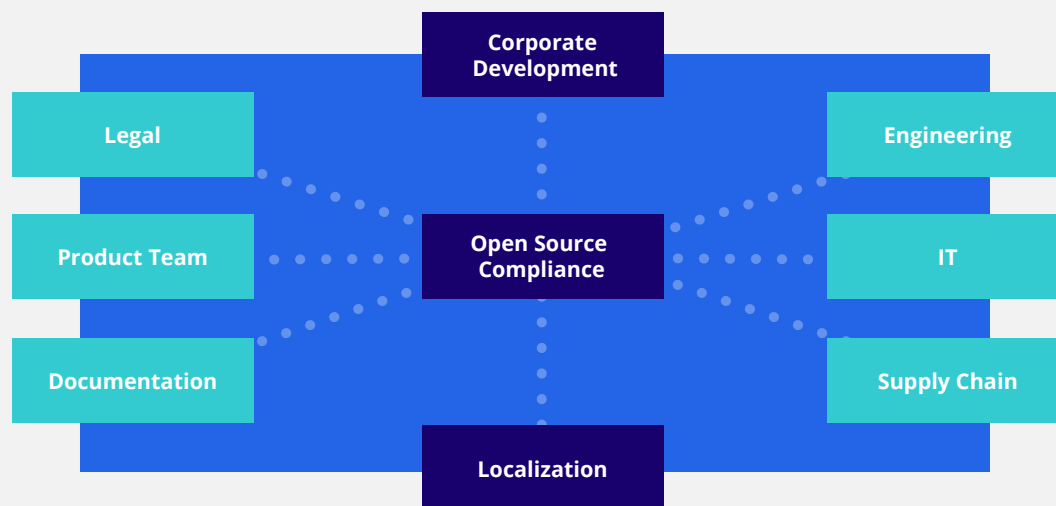 Corporate
Development
Legal
Engineering
Open Source
Compliance
Product Team
IT
Documentation
Supply Chain
Localization